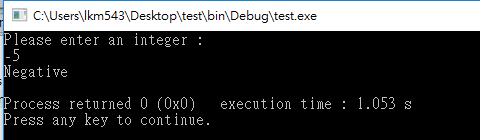 C:\Users\lkm543\Desktop\test\bin\Debug\test.exe
Please enter an integer :
-5
Negative
Process returned 0 (0x0)   execution time : 1.053 s
Press any key to continue.